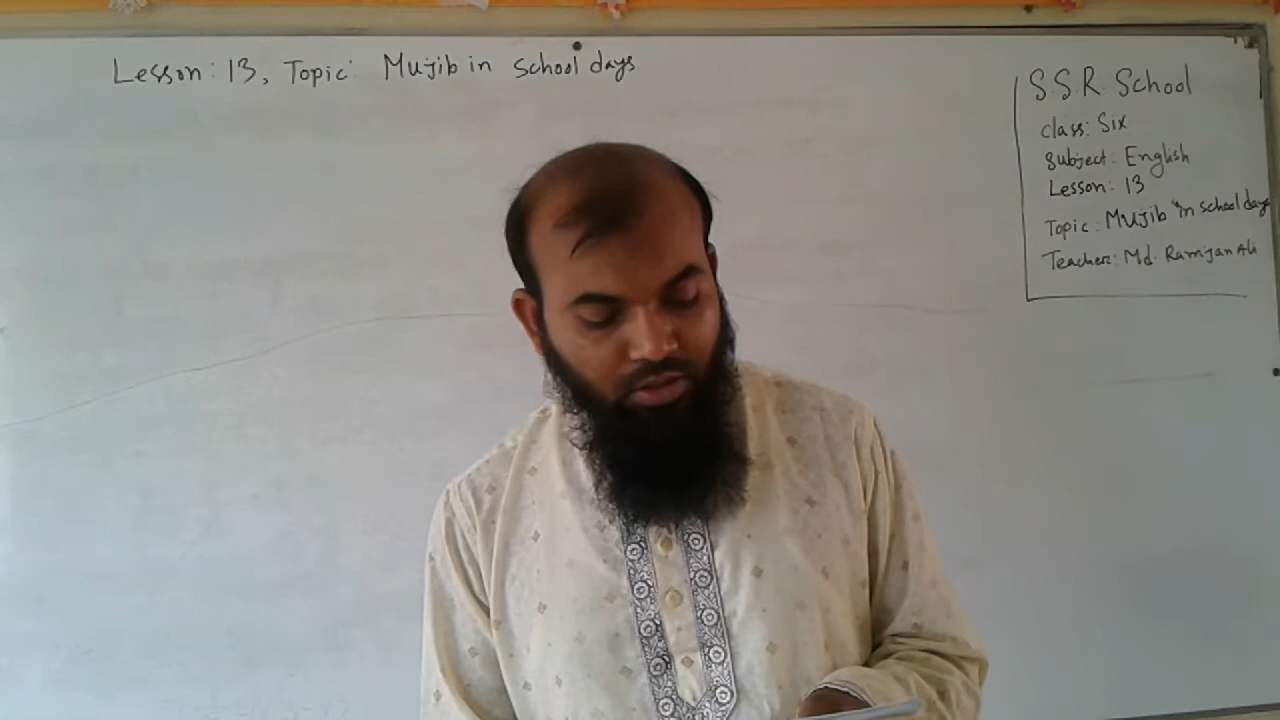 Lesson: 13, Topic: Mujib in School days.
S.S.R. School
class: Six
Subject: English
Lesson: 13
Topic: Mujib "in School days
Teacher: Md. Ramijan Ali